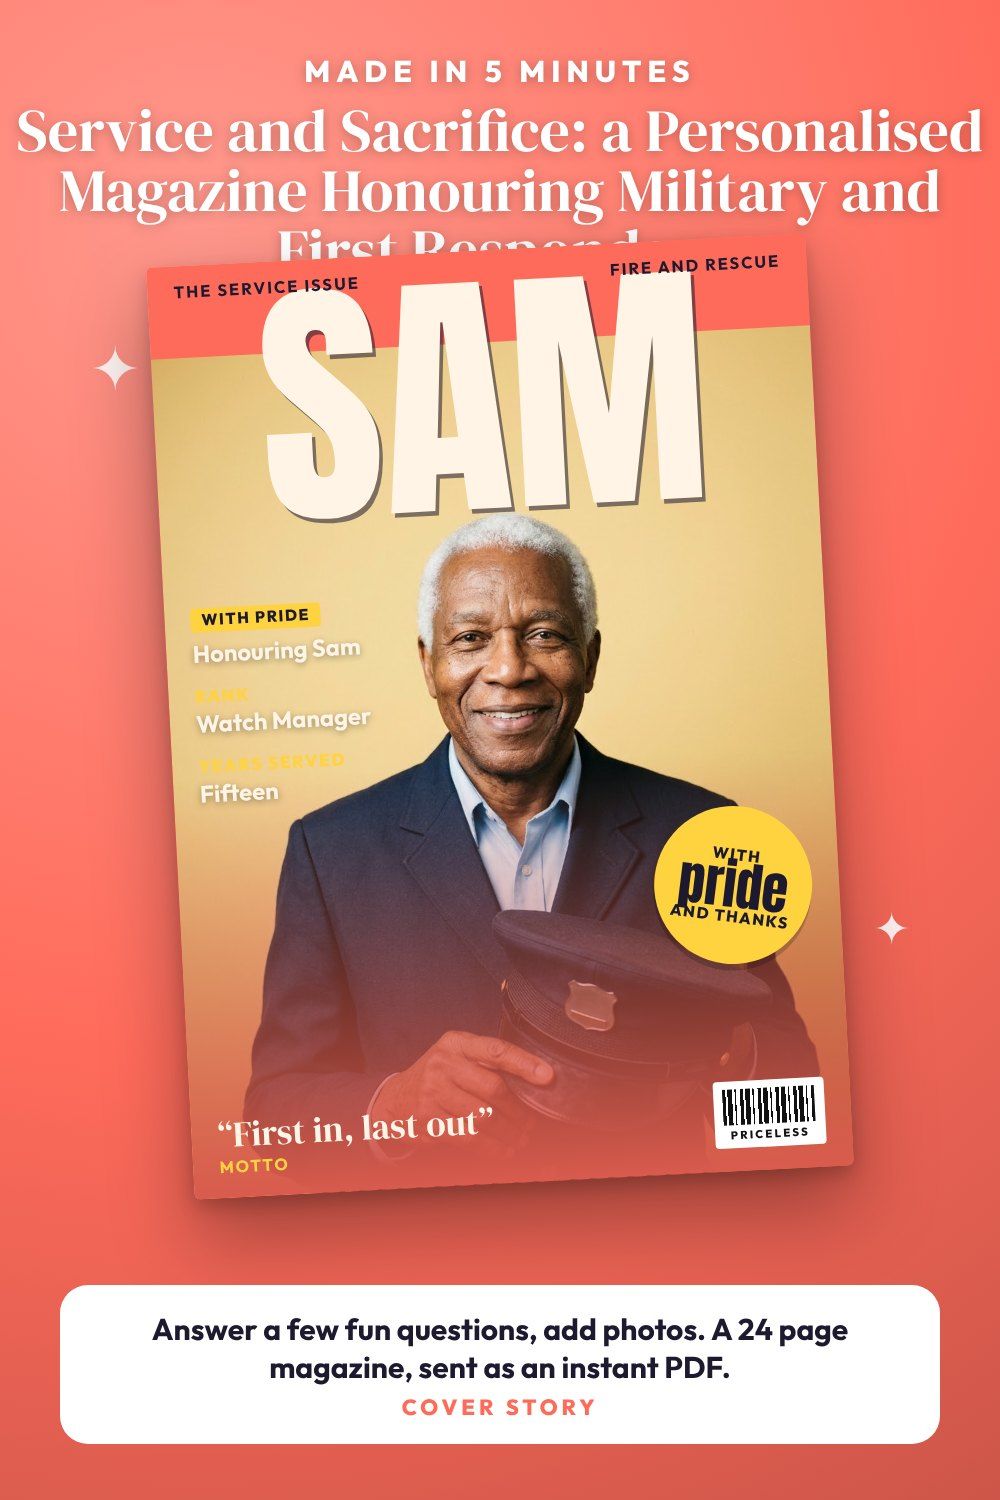 MADE IN 5 MINUTES
Service and Sacrifice: a Personalised
Magazine Honouring Military and
First
THE SERVICE ISSUE
FIRE AND RESCUE
SAM
WITH PRIDE
Honouring Sam
RANK
Watch Manager
YEARS SERVED
Fifteen
WITH
pride
AND THANKS
"First in, last out"
MOTTO
PRICELESS
Answer a few fun questions, add photos. A 24 page
magazine, sent as an instant PDF.
COVER STORY